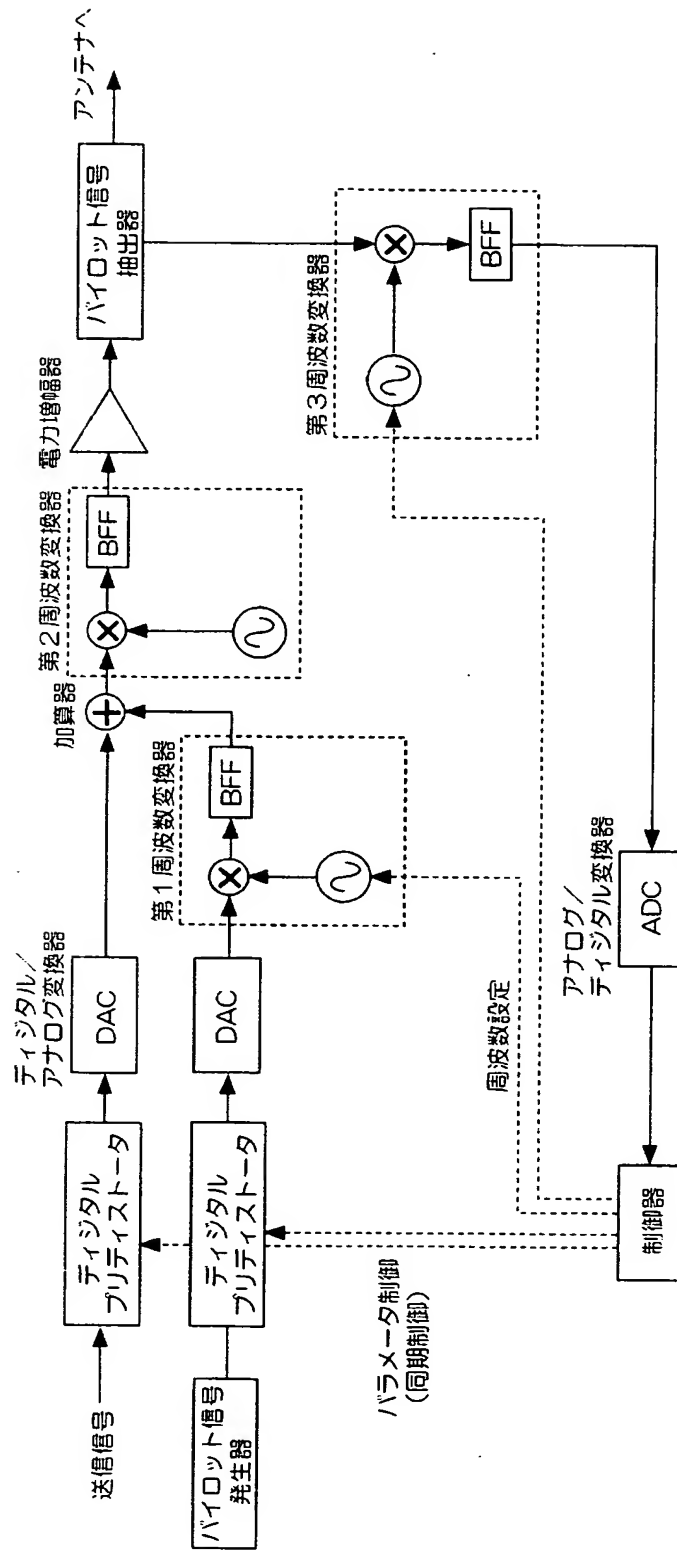 送信信号
ディジタル
プリディストータ
ディジタル／
アナログ変換器
DAC
加算器
第2周波数変換器
BFF
電力増幅器
パイロット信号
抽出器
アンテナへ
パイロット信号
発生器
ディジタル
プリディストータ
DAC
第1周波数変換器
BFF
第3周波数変換器
BFF
パラメータ制御
(同期制御)
周波数設定
制御器
アナログ／
ディジタル変換器
ADC